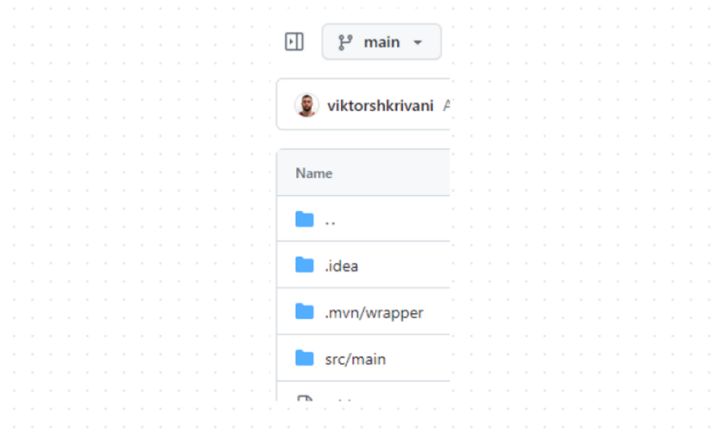 main
viktorshkrivani
Name
..
.idea
.mvn/wrapper
src/main